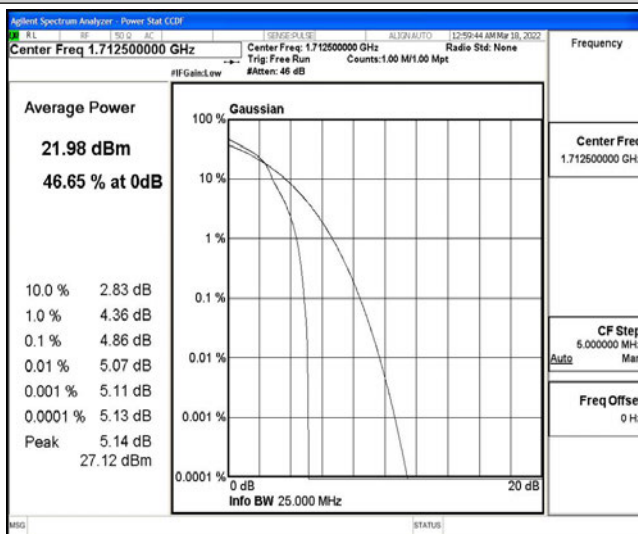 Agilent Spectrum Analyzer - Power Stat CCDF
RL RF 50 Ω AC SENSE:PULSE ALIGN AUTO 12:59:44 AM Mar 18, 2022
Center Freq 1.712500000 GHz
Center Freq: 1.712500000 GHz Radio Std: None
Trig: Free Run Counts:1.00 M/1.00 Mpt
#IFGain:Low #Atten: 46 dB
Frequency
Average Power
21.98 dBm
46.65 % at 0dB
10.0 % 2.83 dB
1.0 % 4.36 dB
0.1 % 4.86 dB
0.01 % 5.07 dB
0.001 % 5.11 dB
0.0001 % 5.13 dB
Peak 5.14 dB
27.12 dBm
Gaussian
100 %
10 %
1 %
0.1 %
0.01 %
0.001 %
0.0001 %
0 dB 20 dB
Info BW 25.000 MHz
Center Freq
1.712500000 GHz
CF Step
5.000000 MHz
Auto Man
Freq Offset
0 Hz
MSG STATUS